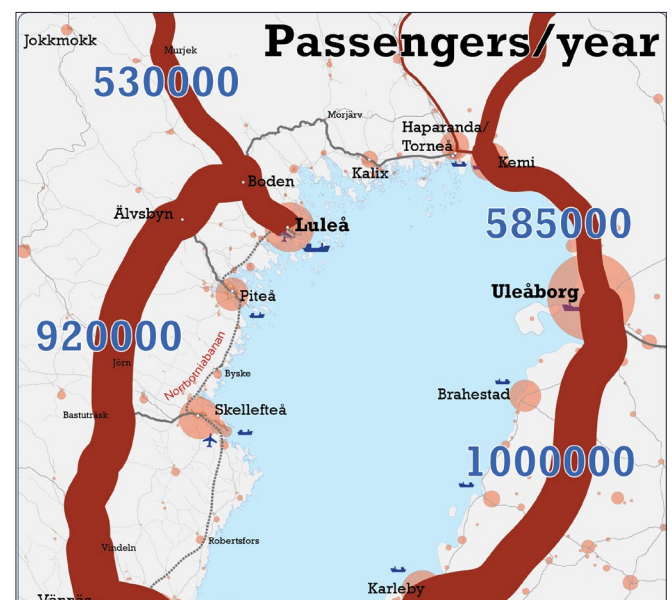 Passengers/year
Jokkmokk
Murjek
530000
Morjärv
Haparanda/
Torneå
Kemi
Kalix
Boden
Älvsbyn
Luleå
585000
Uleåborg
Piteå
920000
Jörn
Norrbotniabanan
Byske
Brahestad
Skellefteå
Bastuträsk
1000000
Robertsfors
Vindeln
Karleby
Vännäs